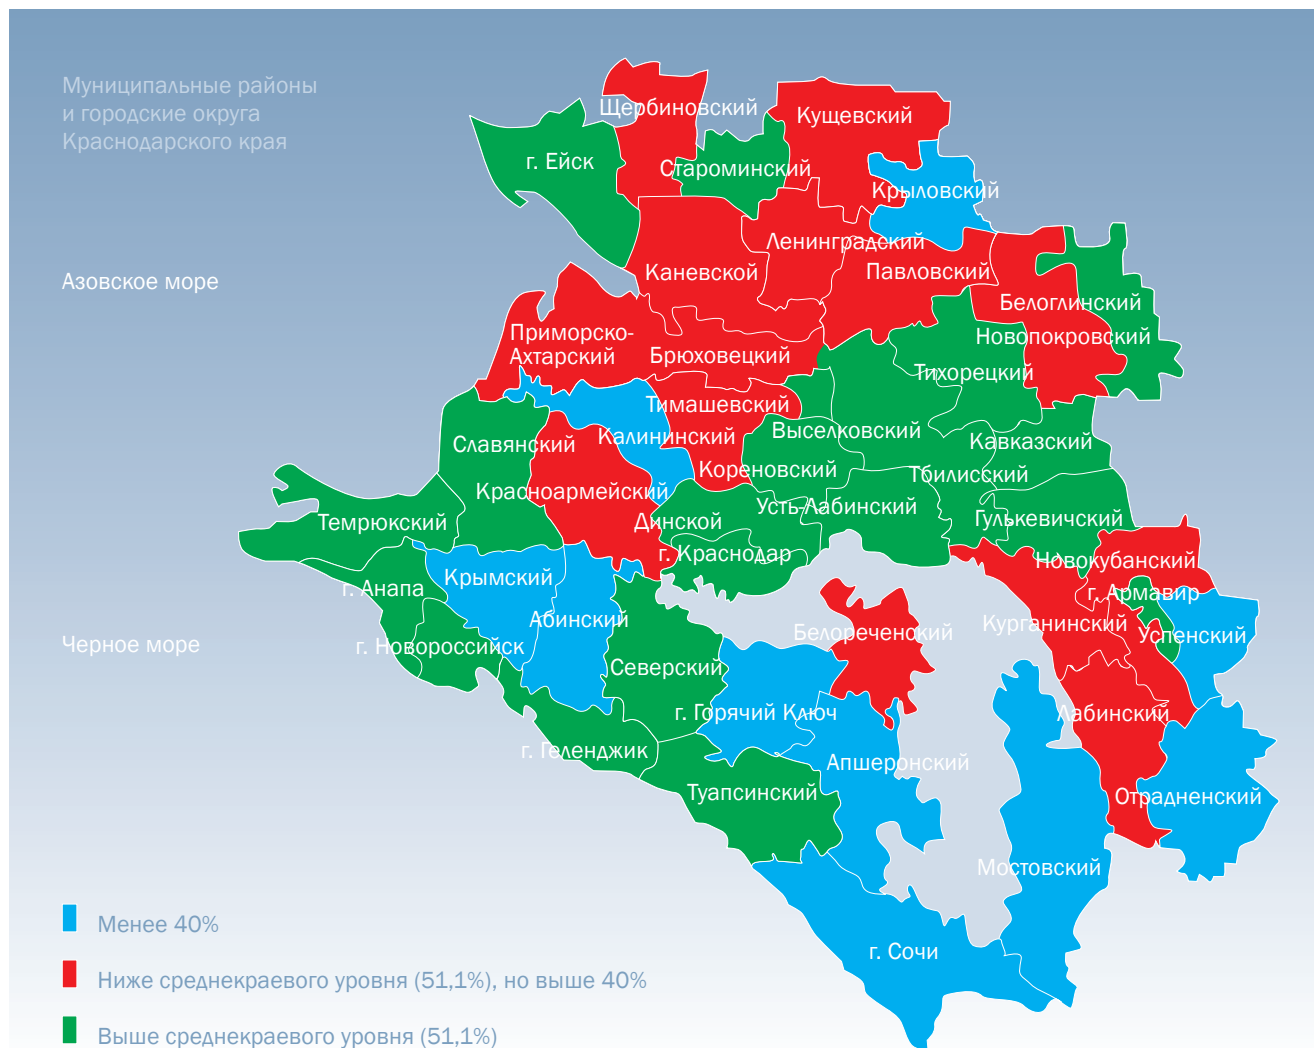 Муниципальные районы
и городские округа
Краснодарского края
Щербиновский
Кущевский
г. Ейск
Староминский
Крыловский
Ленинградский
Каневской
Павловский
Азовское море
Белоглинский
Приморско-
Ахтарский
Новопокровский
Брюховецкий
Тихорецкий
Тимашевский
Калининский
Выселковский
Славянский
Кавказский
Кореновский
Тбилисский
Красноармейский
Усть-Лабинский
Темрюкский
Динской
Гулькевичский
г. Краснодар
Новокубанский
Крымский
г. Анапа
г. Армавир
Абинский
Курганинский
Белореченский
Успенский
Черное море
г. Новороссийск
Северский
г. Горячий Ключ
Лабинский
г. Геленджик
Апшеронский
Туапсинский
Отрадненский
Мостовский
г. Сочи
Менее 40%
Ниже среднекраевого уровня (51,1%), но выше 40%
Выше среднекраевого уровня (51,1%)